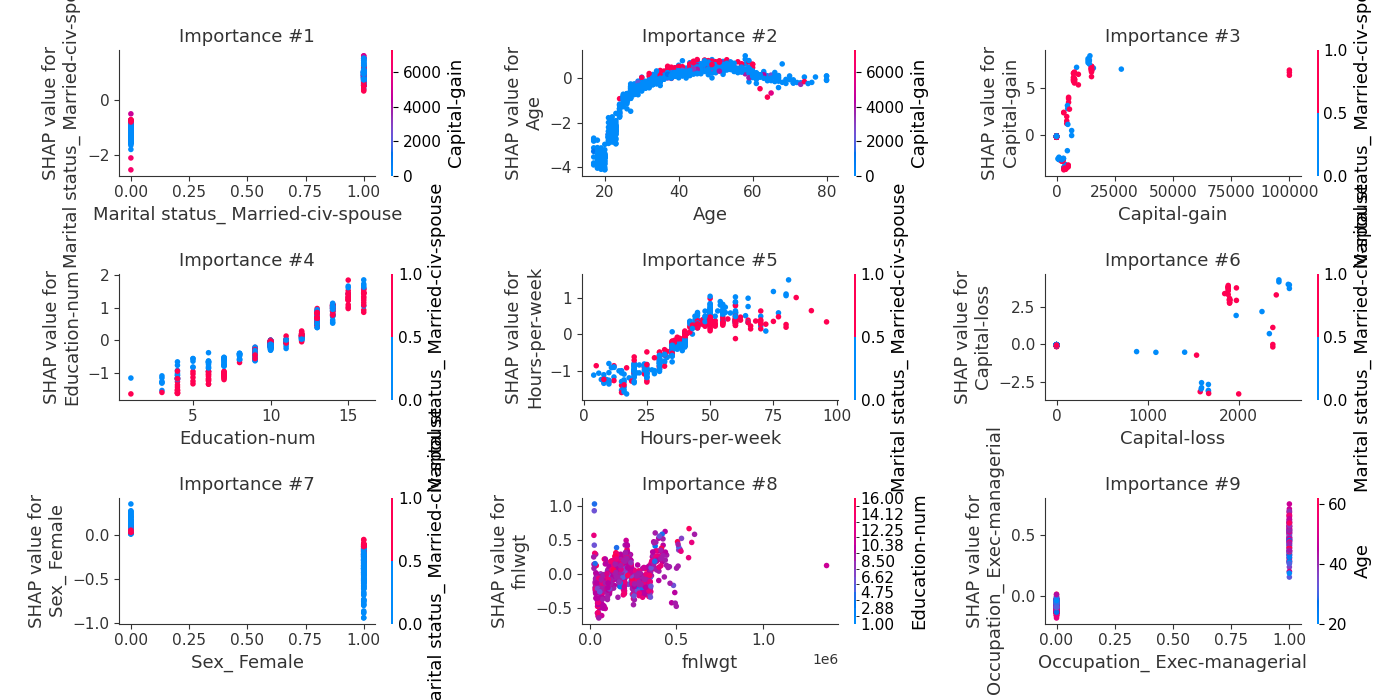 Importance #1
SHAP value for
Marital status_ Married-civ-spouse
0
−2
0.00
0.25
0.50
0.75
1.00
Marital status_ Married-civ-spouse
6000
4000
2000
0
Capital-gain
Importance #2
SHAP value for
Age
0
−2
−4
20
40
60
80
Age
6000
4000
2000
0
Capital-gain
Importance #3
SHAP value for
Capital-gain
5
0
0
25000
50000
75000
100000
Capital-gain
1.0
0.5
0.0
Marital status_ Married-civ-spouse
Importance #4
SHAP value for
Education-num
2
1
0
−1
5
10
15
Education-num
1.0
0.5
0.0
Marital status_ Married-civ-spouse
Importance #5
SHAP value for
Hours-per-week
1
0
−1
0
25
50
75
100
Hours-per-week
1.0
0.5
0.0
Marital status_ Married-civ-spouse
Importance #6
SHAP value for
Capital-loss
2.5
0.0
−2.5
0
1000
2000
Capital-loss
1.0
0.5
0.0
Marital status_ Married-civ-spouse
Importance #7
SHAP value for
Sex_ Female
0.0
−0.5
−1.0
0.00
0.25
0.50
0.75
1.00
Sex_ Female
1.0
0.5
0.0
Marital status_ Married-civ-spouse
Importance #8
SHAP value for
fnlwgt
1.0
0.5
0.0
−0.5
0.0
0.5
1.0
1e6
fnlwgt
16.00
14.12
12.25
10.38
8.50
6.62
4.75
2.88
1.00
Education-num
Importance #9
SHAP value for
Occupation_ Exec-managerial
0.5
0.0
0.00
0.25
0.50
0.75
1.00
Occupation_ Exec-managerial
60
40
20
Age